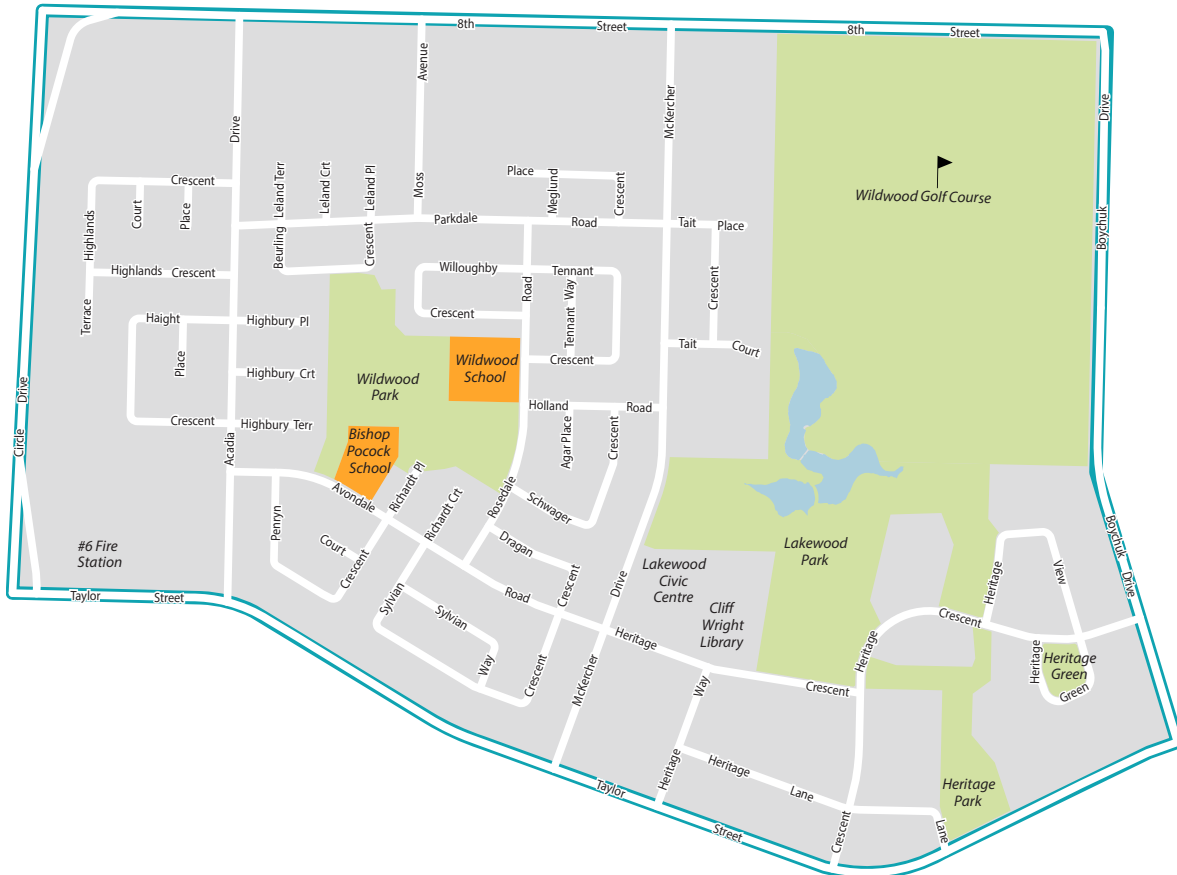 8th
Street
8th
Street
Avenue
Drive
McKercher
Drive
Wildwood Golf Course
Boychuk
Crescent
Court
Place
Highlands
Leland Terr
Leland Crt
Leland Pl
Moss
Place
Meglund
Crescent
Parkdale
Road
Tait
Place
Beurling
Crescent
Highlands
Crescent
Terrace
Willoughby
Tennant
Road
Tennant Way
Crescent
Crescent
Haight
Highbury Pl
Place
Crescent
Tait
Court
Highbury Crt
Wildwood
Park
Wildwood
School
Drive
Circle
Crescent
Highbury Terr
Acadia
Holland
Road
Agar Place
Crescent
Bishop
Pocock
School
Avondale
Richardt Pl
Richardt Crt
Rosedale
Schwager
Penryn
Court
Crescent
Dragan
Crescent
#6 Fire
Station
Taylor
Street
Sylvian
Sylvian
Way
Road
Crescent
Drive
McKercher
Lakewood
Civic
Centre
Cliff
Wright
Library
Lakewood
Park
Boychuk
Drive
Heritage
View
Crescent
Heritage
Heritage
Heritage
Green
Green
Heritage
Crescent
Way
Heritage
Heritage
Lane
Crescent
Lane
Heritage
Park
Taylor
Street